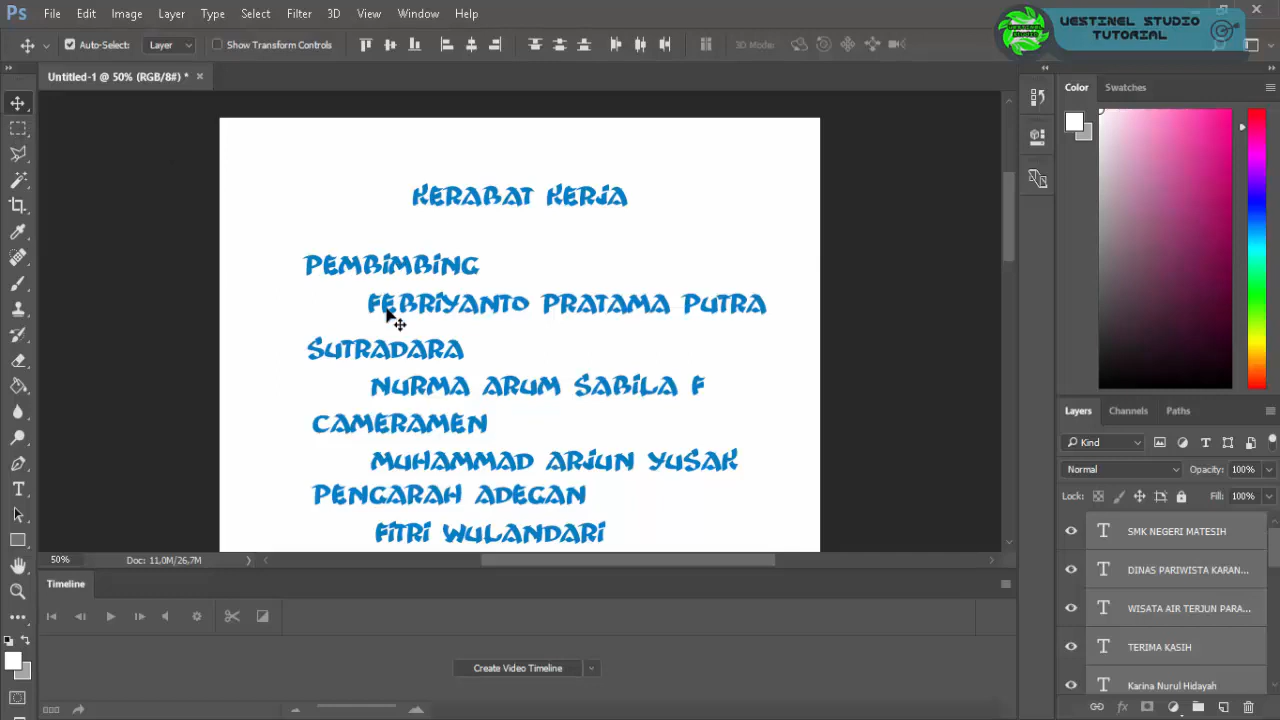 Ps File Edit Image Layer Type Select Filter 3D View Window Help
VESTINEL STUDIO
TUTORIAL
Auto-Select: Layer Show Transform Controls 3D Mode:
Untitled-1 @ 50% (RGB/8#) * ×
Color Swatches
KERABAT KERJA
PEMBIMBING
FEBRIYANTO PRATAMA PUTRA
SUTRADARA
NURMA ARUM SABILA F
CAMERAMEN
MUHAMMAD ARJUN YUSAK
PENGARAH ADEGAN
FITRI WULANDARI
Layers Channels Paths
Kind
Normal Opacity: 100%
Lock: Fill: 100%
T SMK NEGERI MATESIH
T DINAS PARIWISTA KARAN...
T WISATA AIR TERJUN PARA...
T TERIMA KASIH
T Karina Nurul Hidayah
50% Doc: 11,0M/26,7M
Timeline
Create Video Timeline